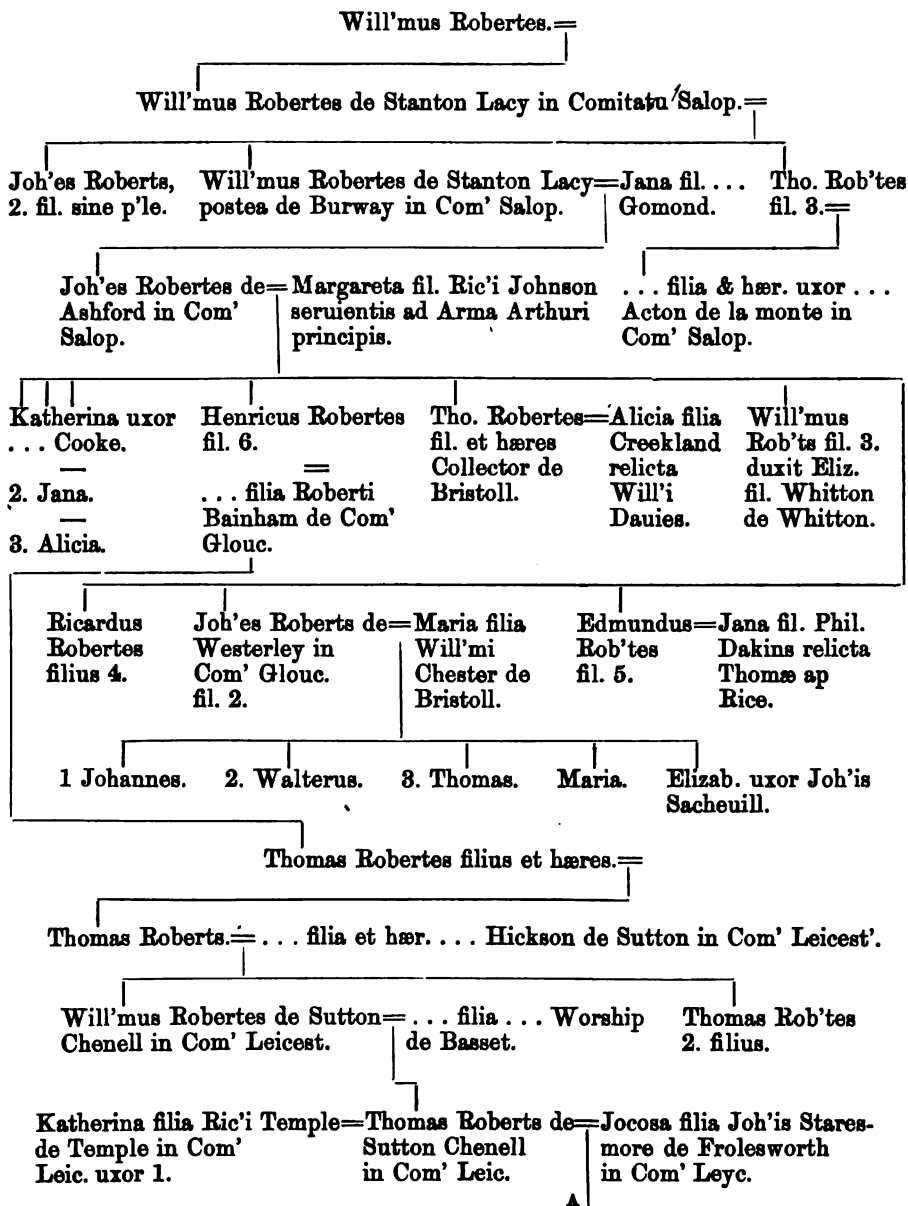 Will'mus Robertes.=
Will'mus Robertes de Stanton Lacy in Comitatu Salop.=
Joh'es Roberts,
2. fil. sine p'le.
Will'mus Robertes de Stanton Lacy=Jana fil. . . .
postea de Burway in Com' Salop. Gomond.
Tho. Rob'tes
fil. 3.=
Joh'es Robertes de=Margareta fil. Ric'i Johnson
Ashford in Com' seruientis ad Arma Arthuri
Salop. principis.
. . . filia & hær. uxor . . .
Acton de la monte in
Com' Salop.
Katherina uxor
. . . Cooke.
—
2. Jana.
—
3. Alicia.
Henricus Robertes
fil. 6.
=
. . . filia Roberti
Bainham de Com'
Glouc.
Tho. Robertes=Alicia filia
fil. et hæres Creekland
Collector de relicta
Bristoll. Will'i
Dauies.
Will'mus
Rob'ts fil. 3.
duxit Eliz.
fil. Whitton
de Whitton.
Ricardus
Robertes
filius 4.
Joh'es Roberts de=Maria filia
Westerley in Will'mi
Com' Glouc. Chester de
fil. 2. Bristoll.
Edmundus=Jana fil. Phil.
Rob'tes Dakins relicta
fil. 5. Thomæ ap
Rice.
1 Johannes. 2. Walterus. 3. Thomas. Maria. Elizab. uxor Joh'is
Sacheuill.
Thomas Robertes filius et hæres.=
Thomas Roberts.= . . . filia et hær. . . . Hickson de Sutton in Com' Leicest'.
Will'mus Robertes de Sutton= . . . filia . . . Worship
Chenell in Com' Leicest. de Basset.
Thomas Rob'tes
2. filius.
Katherina filia Ric'i Temple=Thomas Roberts de=Jocosa filia Joh'is Stares-
de Temple in Com' Sutton Chenell more de Frolesworth
Leic. uxor 1. in Com' Leic. in Com' Leyc.
A